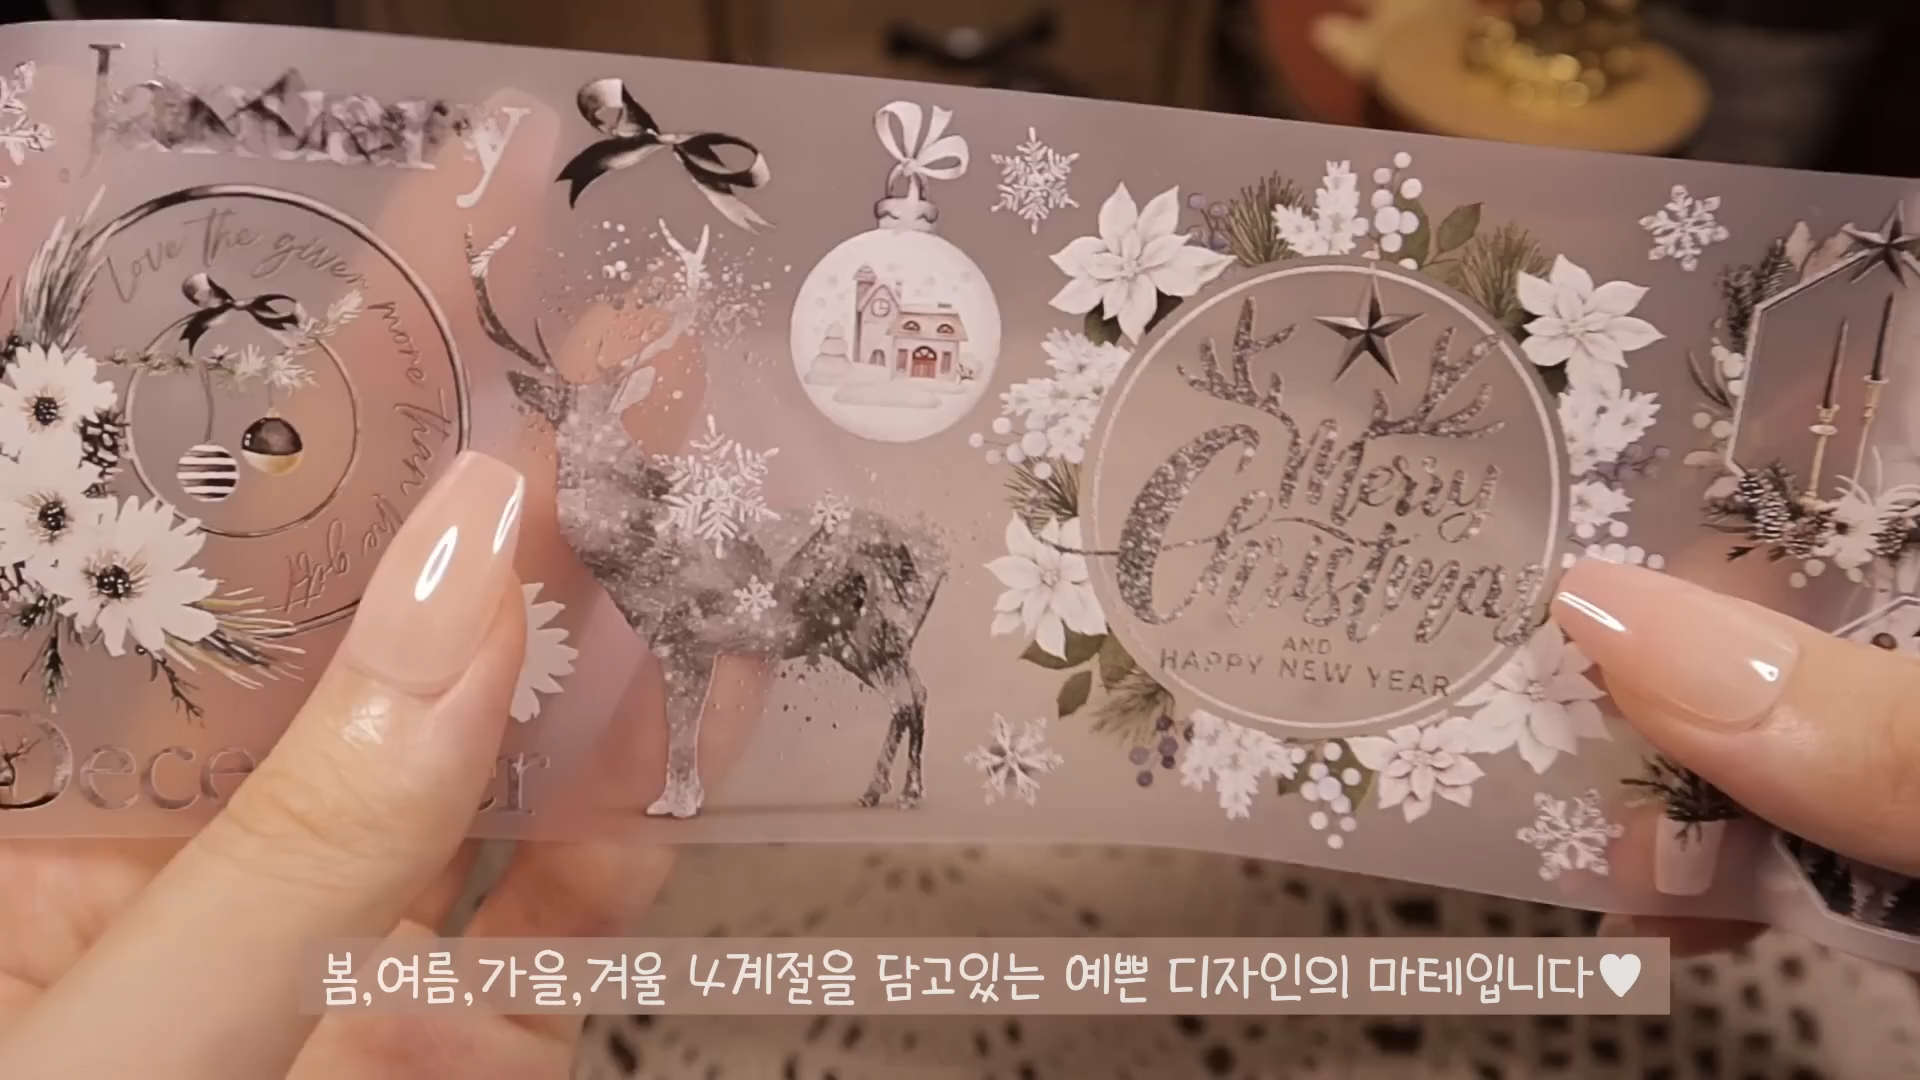 January
Love the giver more than the gift
December
Merry
Christmas
AND
HAPPY NEW YEAR
봄,여름,가을,겨울 4계절을 담고있는 예쁜 디자인의 마테입니다♥